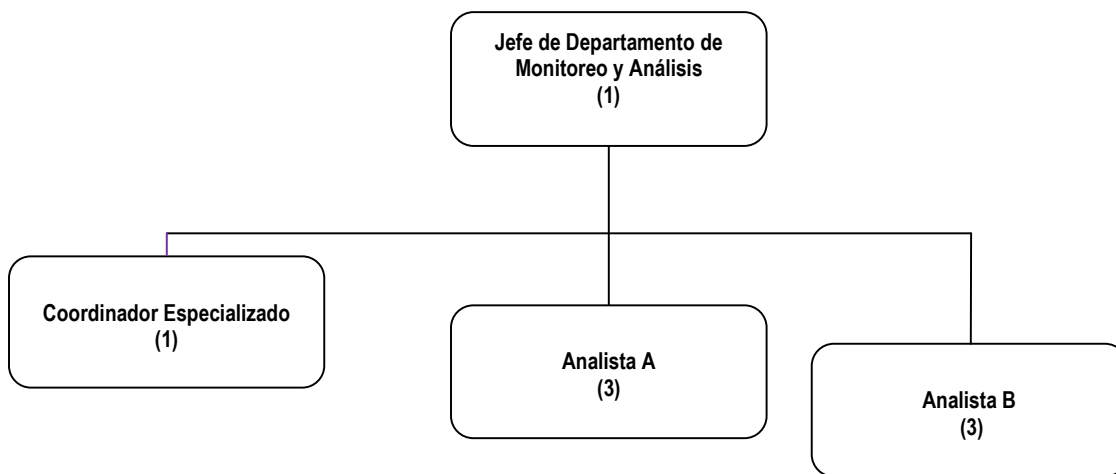 Jefe de Departamento de
Monitoreo y Análisis
(1)
Coordinador Especializado
(1)
Analista A
(3)
Analista B
(3)